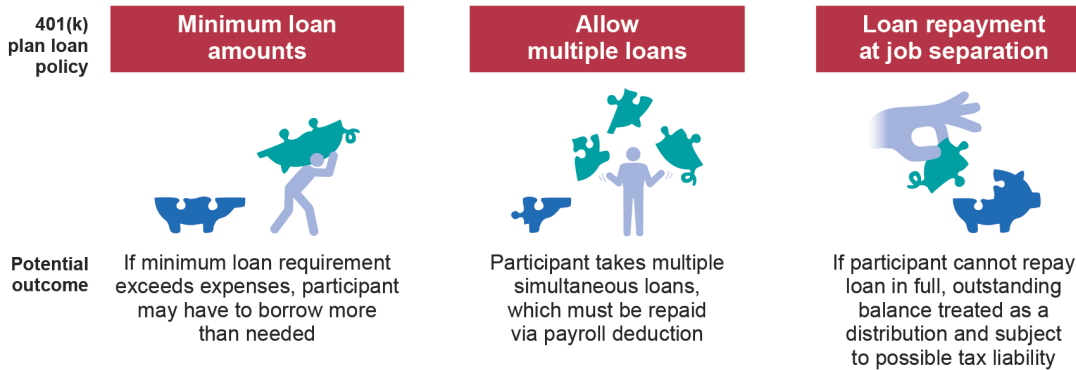 401(k)
plan loan
policy
Minimum loan
amounts
Allow
multiple loans
Loan repayment
at job separation
Potential
outcome
If minimum loan requirement
exceeds expenses, participant
may have to borrow more
than needed
Participant takes multiple
simultaneous loans,
which must be repaid
via payroll deduction
If participant cannot repay
loan in full, outstanding
balance treated as a
distribution and subject
to possible tax liability